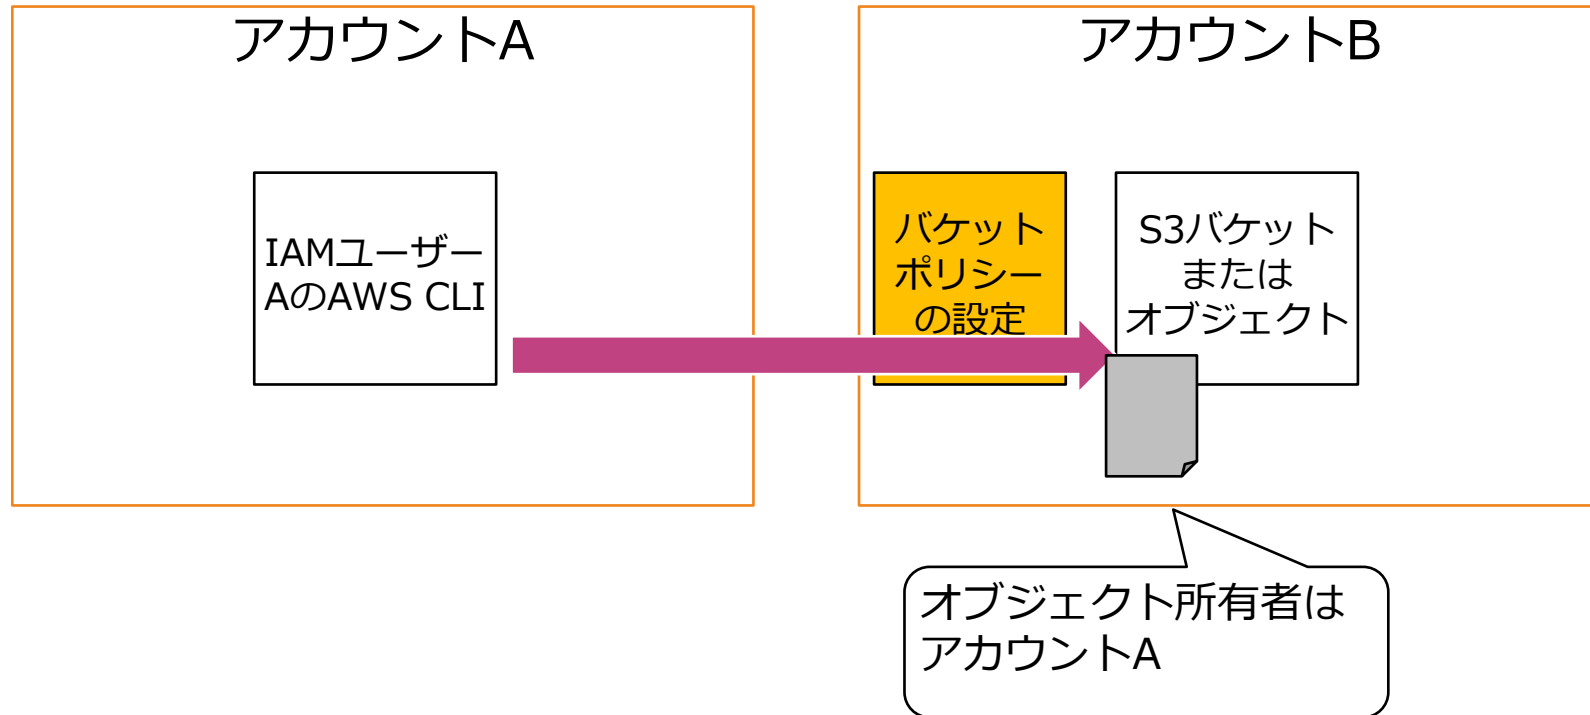 アカウントA
アカウントB
IAMユーザー
AのAWS CLI
バケット
ポリシー
の設定
S3バケット
または
オブジェクト
オブジェクト所有者は
アカウントA